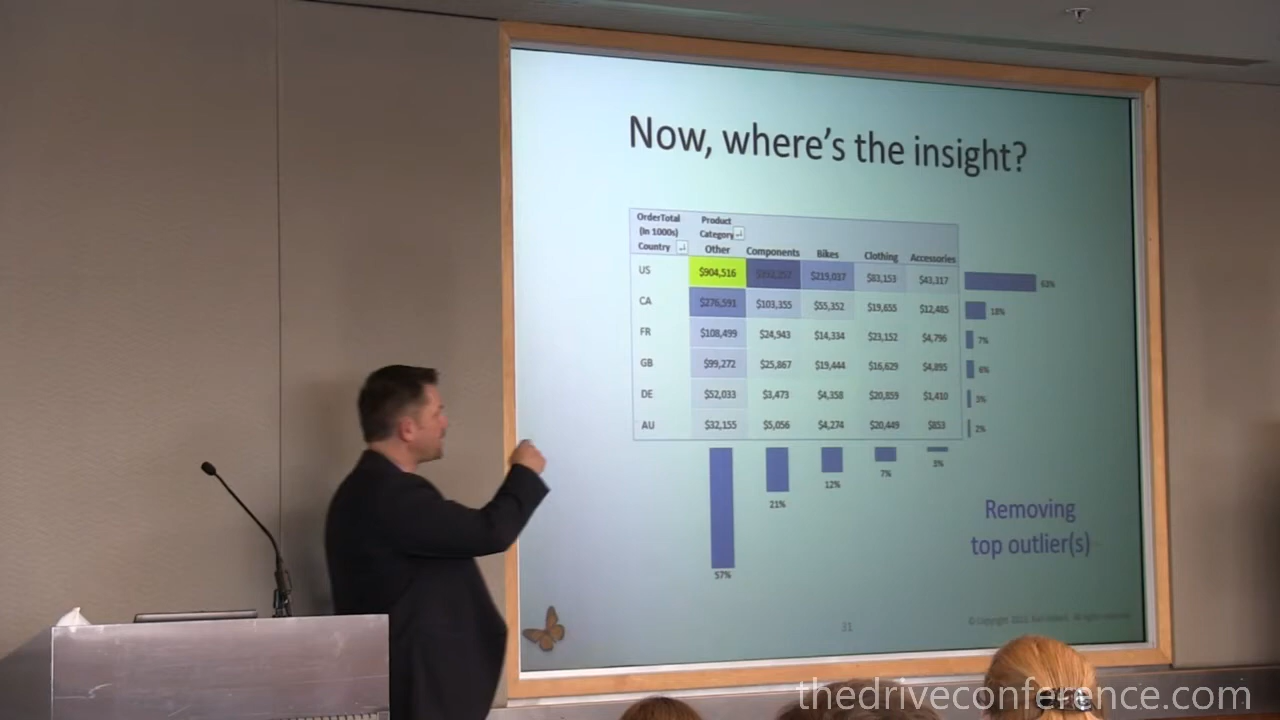 Now, where's the insight?
OrderTotal Product
(in 1000s) Category
Country Other Components Bikes Clothing Accessories
US $904,516 $219,037 $83,153 $43,317 63%
CA $276,591 $103,355 $55,352 $19,655 $12,485 18%
FR $108,499 $24,943 $14,334 $23,152 $4,796 7%
GB $99,272 $25,867 $19,444 $16,629 $4,895 6%
DE $52,033 $3,473 $4,358 $20,859 $1,410 3%
AU $32,155 $5,056 $4,274 $20,449 $853 2%
57% 21% 12% 7% 3%
Removing
top outlier(s)
31
© Copyright All rights reserved
thedriveconference.com